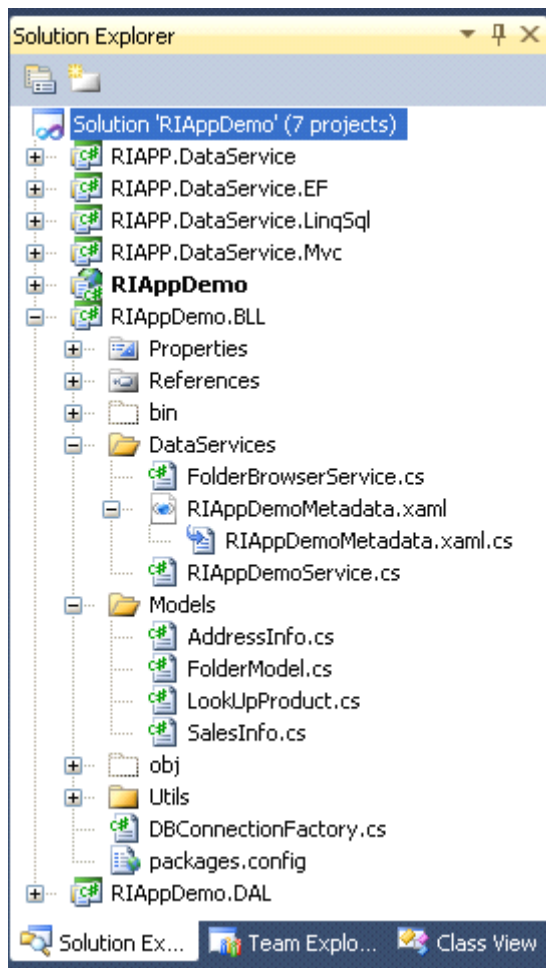 Solution Explorer
Solution 'RIAppDemo' (7 projects)
RIAPP.DataService
RIAPP.DataService.EF
RIAPP.DataService.LinqSql
RIAPP.DataService.Mvc
RIAppDemo
RIAppDemo.BLL
Properties
References
bin
DataServices
FolderBrowserService.cs
RIAppDemoMetadata.xaml
RIAppDemoMetadata.xaml.cs
RIAppDemoService.cs
Models
AddressInfo.cs
FolderModel.cs
LookUpProduct.cs
SalesInfo.cs
obj
Utils
DBConnectionFactory.cs
packages.config
RIAppDemo.DAL
Solution Ex... Team Explo... Class View